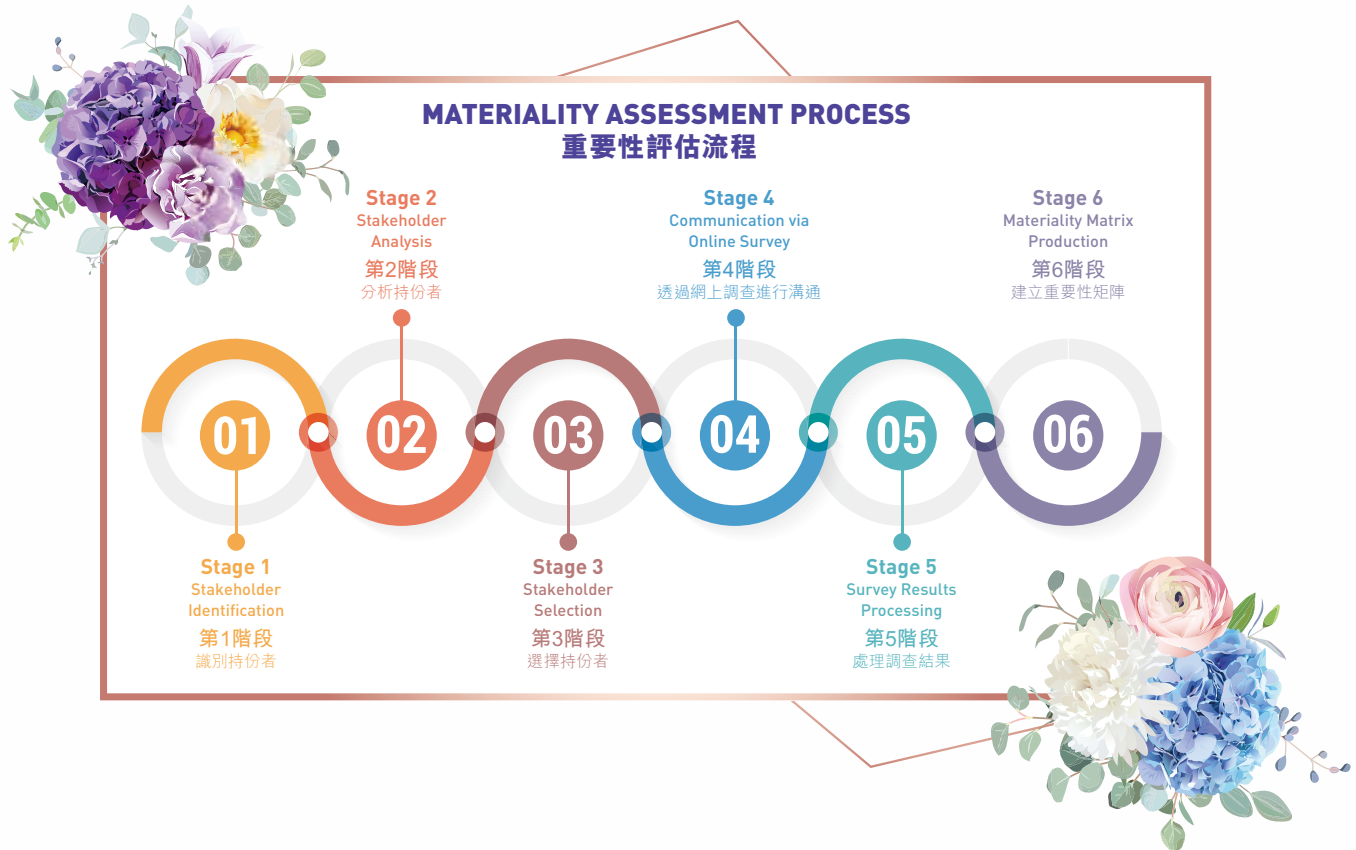 MATERIALITY ASSESSMENT PROCESS
重要性評估流程
Stage 2
Stakeholder
Analysis
第2階段
分析持份者
Stage 4
Communication via
Online Survey
第4階段
透過網上調查進行溝通
Stage 6
Materiality Matrix
Production
第6階段
建立重要性矩陣
01
02
03
04
05
06
Stage 1
Stakeholder
Identification
第1階段
識別持份者
Stage 3
Stakeholder
Selection
第3階段
選擇持份者
Stage 5
Survey Results
Processing
第5階段
處理調查結果